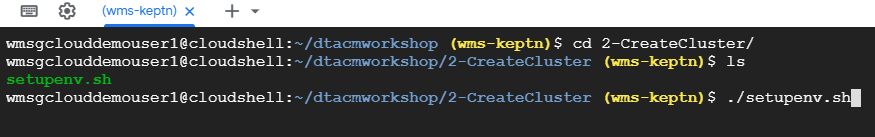 (wms-keptn)
wmsgclouddemouser1@cloudshell:~/dtacmworkshop (wms-keptn)$ cd 2-CreateCluster/
wmsgclouddemouser1@cloudshell:~/dtacmworkshop/2-CreateCluster (wms-keptn)$ ls
setupenv.sh
wmsgclouddemouser1@cloudshell:~/dtacmworkshop/2-CreateCluster (wms-keptn)$ ./setupenv.sh